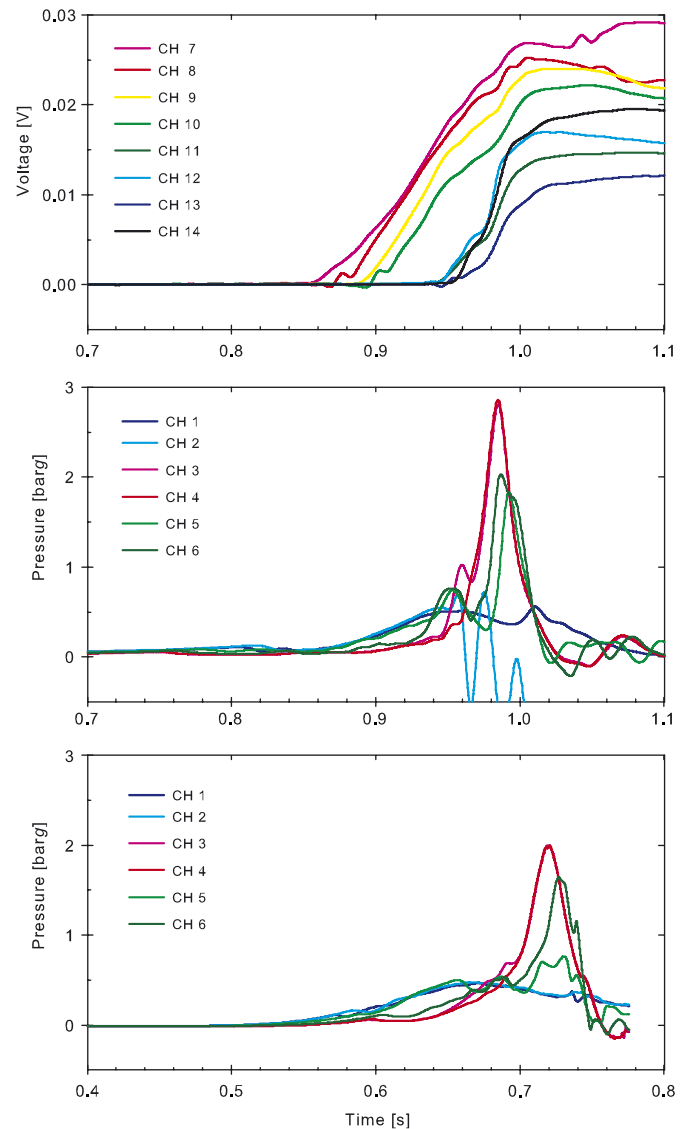 0.03
CH 7
CH 8
CH 9
CH 10
CH 11
CH 12
CH 13
CH 14
0.02
0.01
0.00
Voltage [V]
0.7 0.8 0.9 1.0 1.1
3
CH 1
CH 2
CH 3
CH 4
CH 5
CH 6
2
1
0
Pressure [barg]
0.7 0.8 0.9 1.0 1.1
3
CH 1
CH 2
CH 3
CH 4
CH 5
CH 6
2
1
0
Pressure [barg]
0.4 0.5 0.6 0.7 0.8
Time [s]